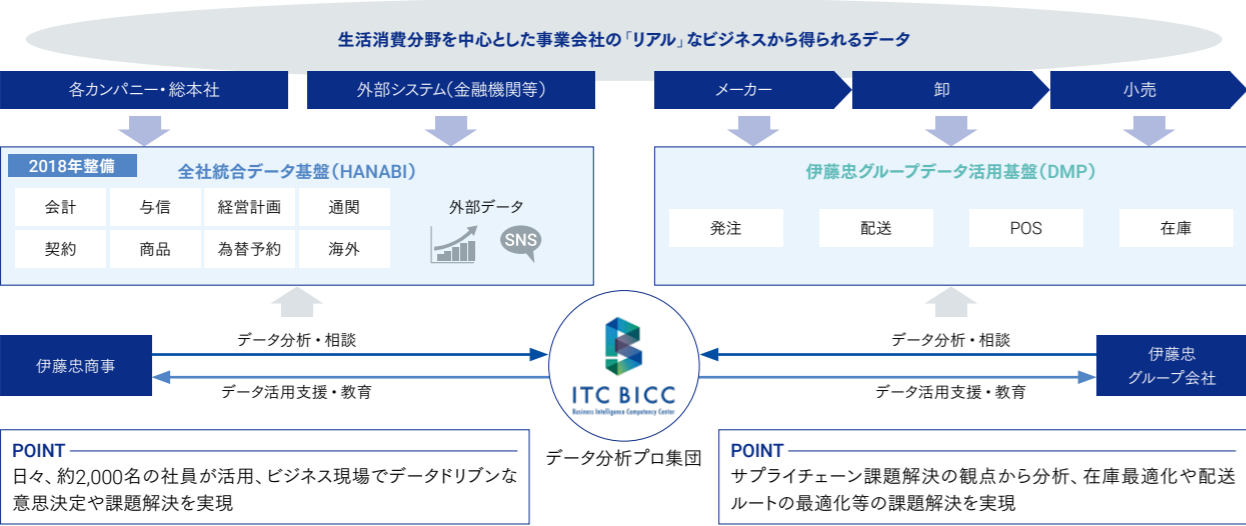 生活消費分野を中心とした事業会社の「リアル」なビジネスから得られるデータ
各カンパニー・総本社
外部システム(金融機関等)
メーカー
卸
小売
2018年整備
全社統合データ基盤(HANABI)
会計
与信
経営計画
通関
契約
商品
為替予約
海外
外部データ
SNS
伊藤忠グループデータ活用基盤(DMP)
発注
配送
POS
在庫
伊藤忠商事
データ分析・相談
データ活用支援・教育
ITC BICC
Business Intelligence Competency Center
データ分析プロ集団
データ分析・相談
データ活用支援・教育
伊藤忠
グループ会社
POINT
日々、約2,000名の社員が活用、ビジネス現場でデータドリブンな
意思決定や課題解決を実現
POINT
サプライチェーン課題解決の観点から分析、在庫最適化や配送
ルートの最適化等の課題解決を実現